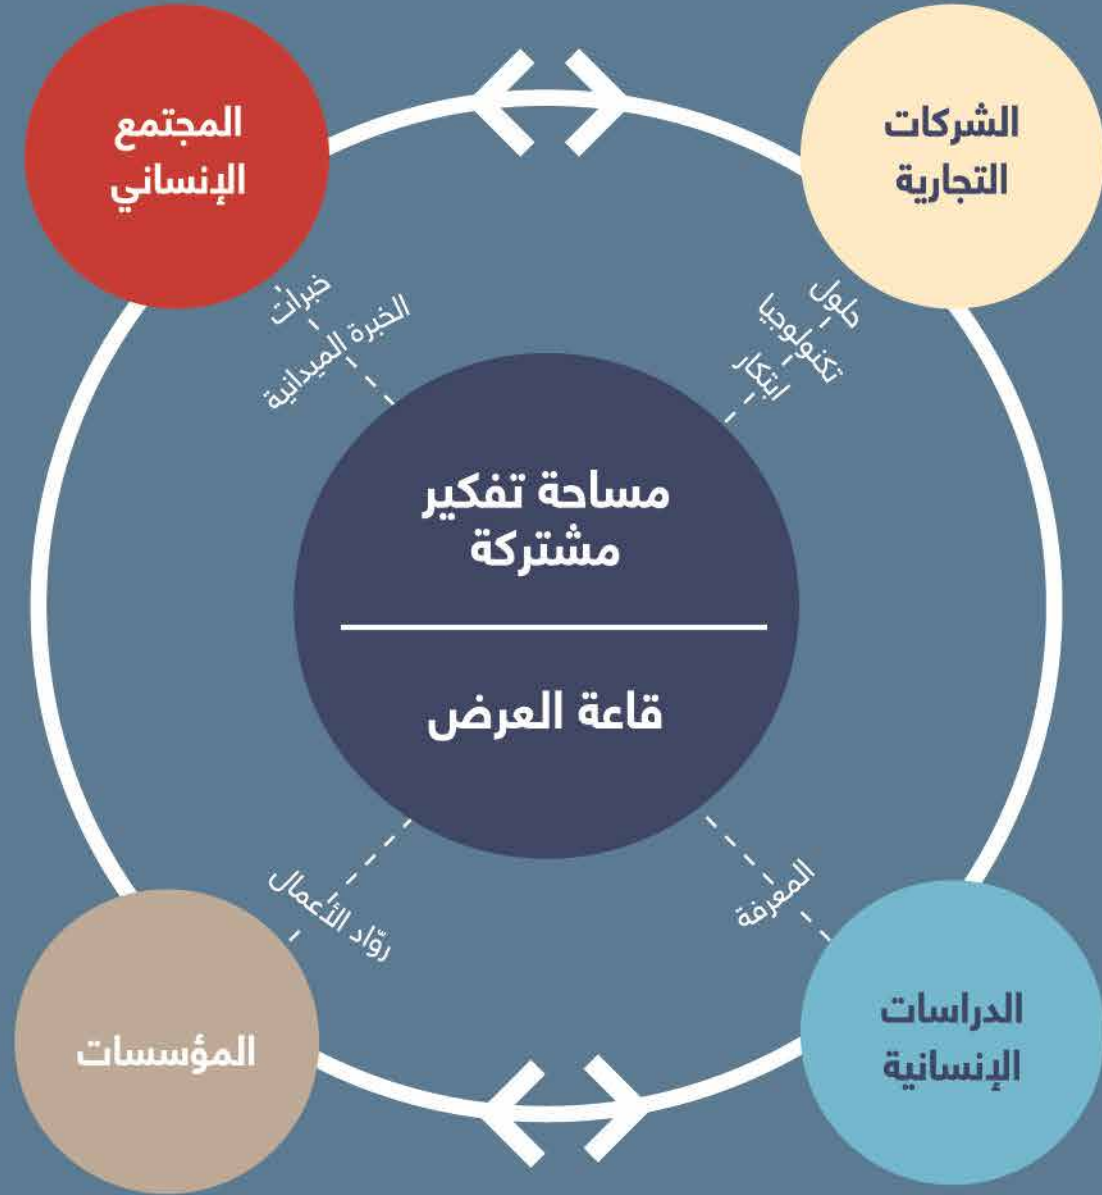 الشركات
التجارية
المجتمع
الإنساني
حلول
تكنولوجيا
ابتكار
خبرات
الخبرة الميدانية
مساحة تفكير
مشتركة
قاعة العرض
المعرفة
روّاد الأعمال
الدراسات
الإنسانية
المؤسسات